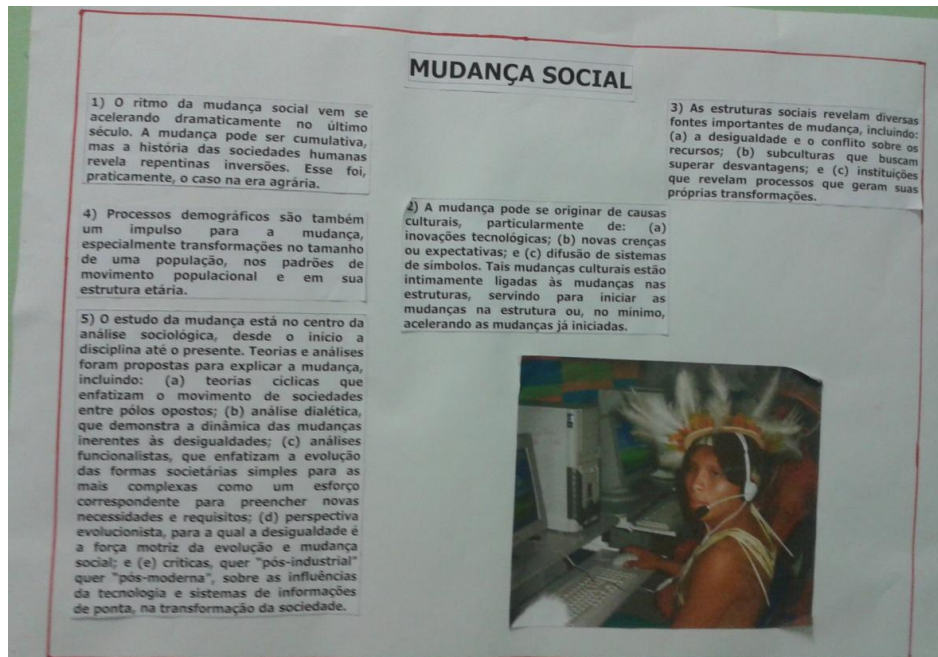 MUDANÇA SOCIAL
1) O ritmo da mudança social vem se
acelerando dramaticamente no último
século. A mudança pode ser cumulativa,
mas a história das sociedades humanas
revela repentinas inversões. Esse foi,
praticamente, o caso na era agrária.
2) A mudança pode se originar de causas
culturais, particularmente de: (a)
inovações tecnológicas; (b) novas crenças
ou expectativas; e (c) difusão de sistemas
de símbolos. Tais mudanças culturais estão
intimamente ligadas às mudanças nas
estruturas, servindo para iniciar as
mudanças na estrutura ou, no mínimo,
acelerando as mudanças já iniciadas.
3) As estruturas sociais revelam diversas
fontes importantes de mudança, incluindo:
(a) a desigualdade e o conflito sobre os
recursos; (b) subculturas que buscam
superar desvantagens; e (c) instituições
que revelam processos que geram suas
próprias transformações.
4) Processos demográficos são também
um impulso para a mudança,
especialmente transformações no tamanho
de uma população, nos padrões de
movimento populacional e em sua
estrutura etária.
5) O estudo da mudança está no centro da
análise sociológica, desde o início a
disciplina até o presente. Teorias e análises
foram propostas para explicar a mudança,
incluindo: (a) teorias cíclicas que
enfatizam o movimento de sociedades
entre pólos opostos; (b) análise dialética,
que demonstra a dinâmica das mudanças
inerentes às desigualdades; (c) análises
funcionalistas, que enfatizam a evolução
das formas societárias simples para as
mais complexas como um esforço
correspondente para preencher novas
necessidades e requisitos; (d) perspectiva
evolucionista, para a qual a desigualdade é
a força motriz da evolução e mudança
social; e (e) críticas, quer "pós-industrial"
quer "pós-moderna", sobre as influências
da tecnologia e sistemas de informações
de ponta, na transformação da sociedade.